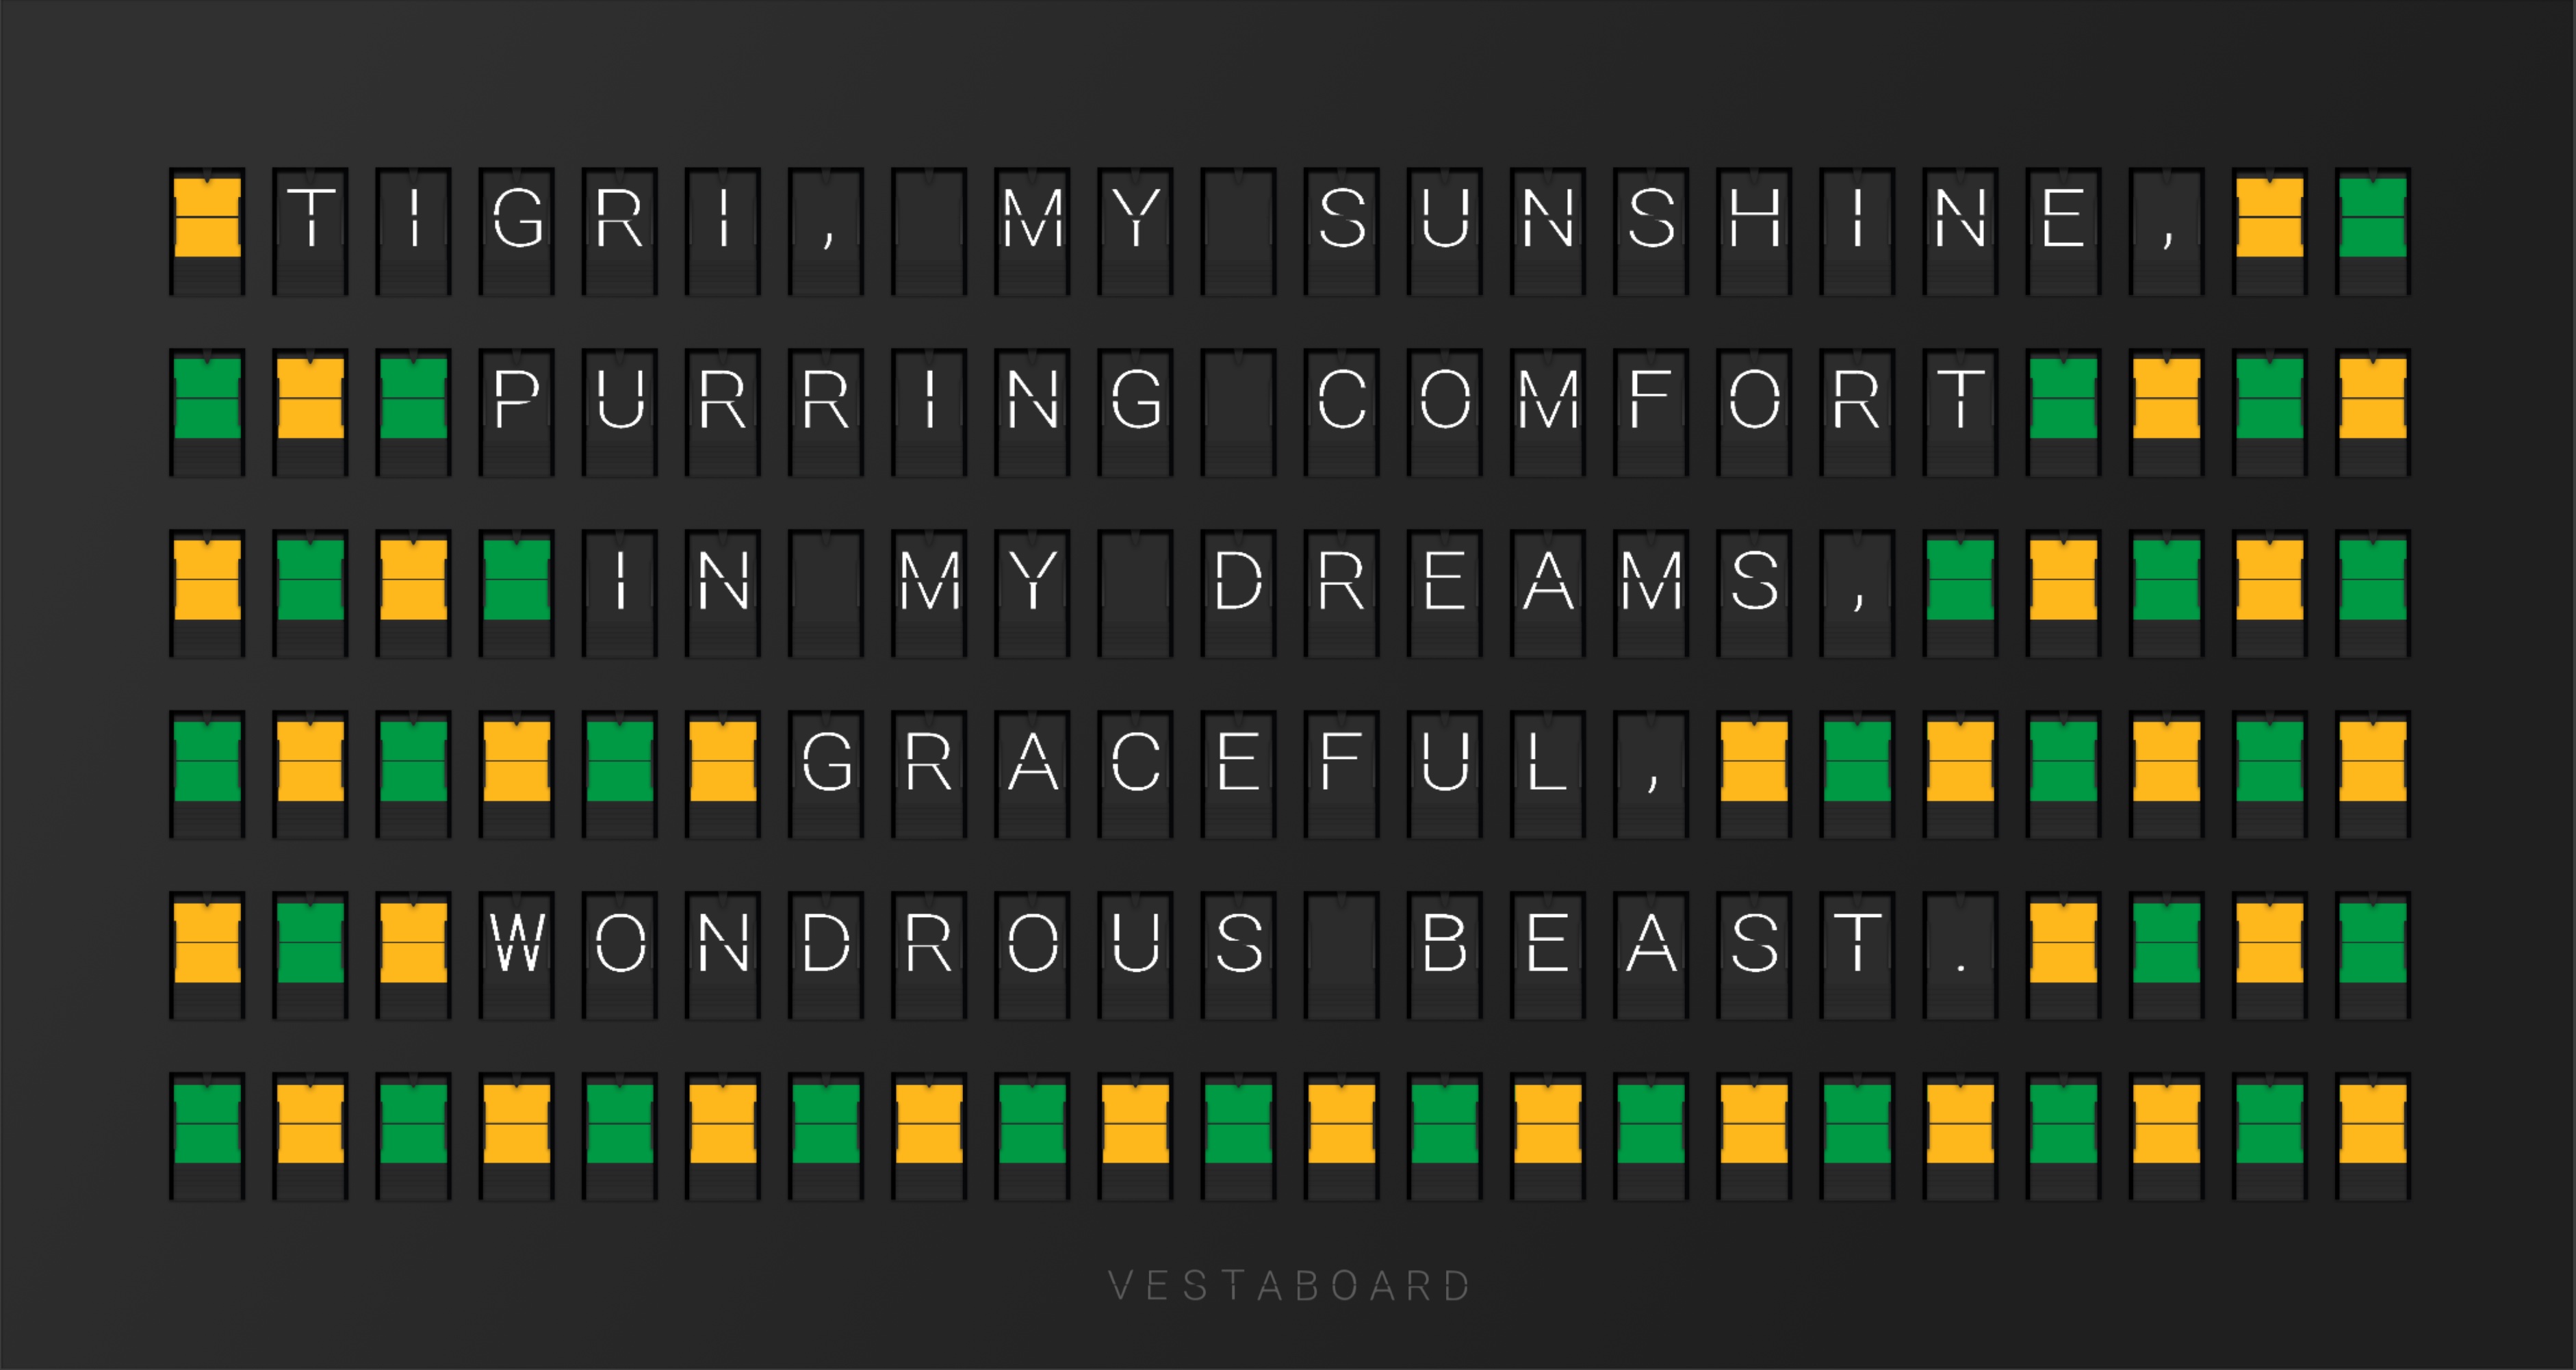 TIGRI, MY SUNSHINE,
PURRING COMFORT
IN MY DREAMS,
GRACEFUL,
WONDROUS BEAST.
VESTABOARD